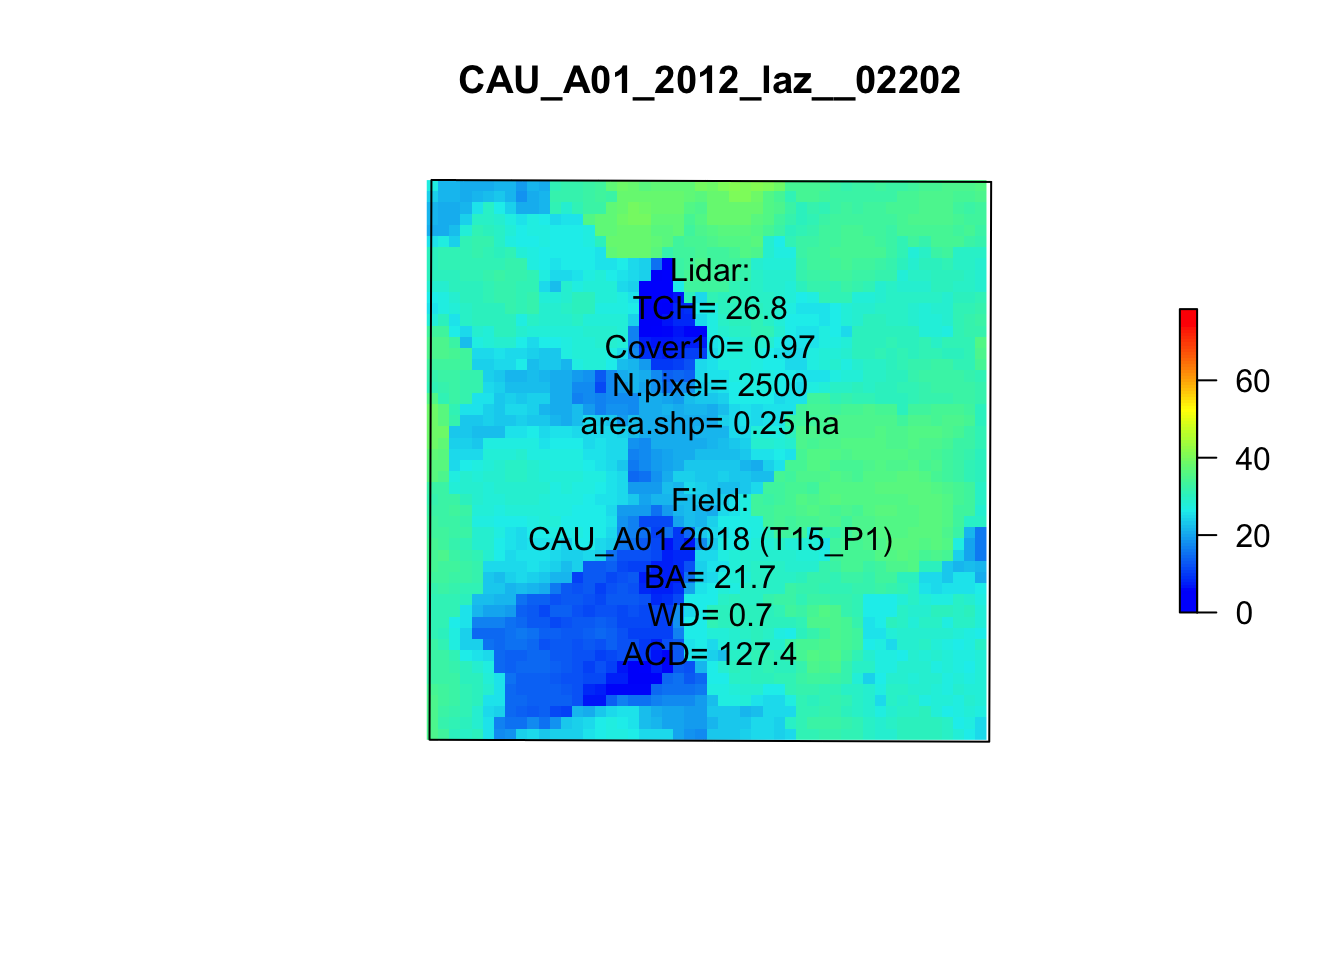 CAU_A01_2012_laz__02202
Lidar:
TCH= 26.8
Cover10= 0.97
N.pixel= 2500
area.shp= 0.25 ha
Field:
CAU_A01 2018 (T15_P1)
BA= 21.7
WD= 0.7
ACD= 127.4
60
40
20
0